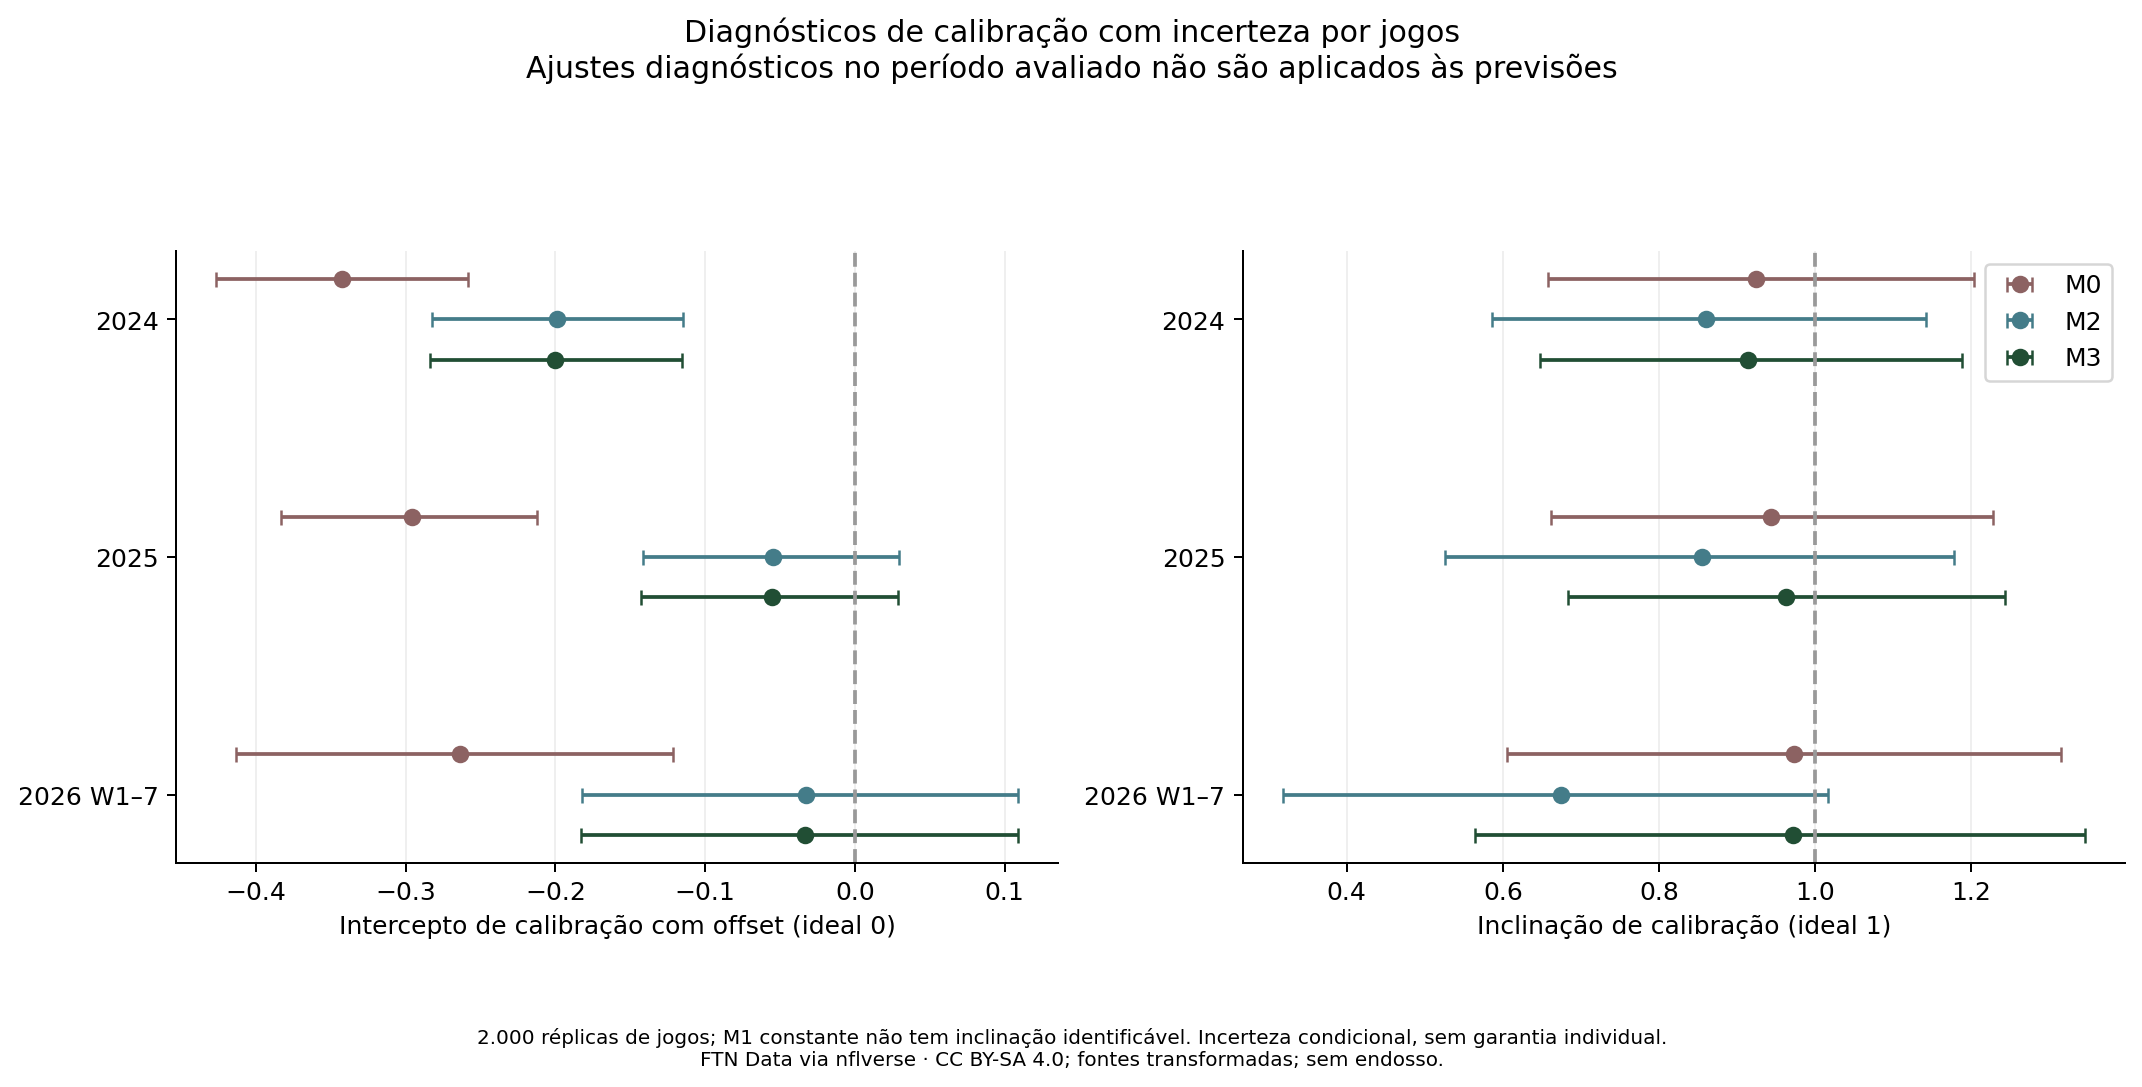 Diagnósticos de calibração com incerteza por jogos
Ajustes diagnósticos no período avaliado não são aplicados às previsões
2024
2025
2026 W1–7
−0.4
−0.3
−0.2
−0.1
0.0
0.1
Intercepto de calibração com offset (ideal 0)
M0
M2
M3
2024
2025
2026 W1–7
0.4
0.6
0.8
1.0
1.2
Inclinação de calibração (ideal 1)
2.000 réplicas de jogos; M1 constante não tem inclinação identificável. Incerteza condicional, sem garantia individual.
FTN Data via nflverse · CC BY-SA 4.0; fontes transformadas; sem endosso.